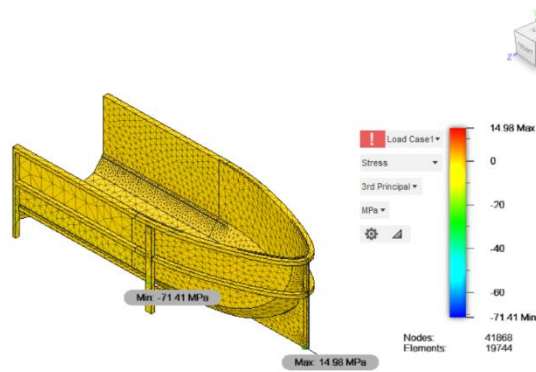 FRONT
Z
14.98 Max
! Load Case1
Stress
0
3rd Principal
-20
MPa
-40
-60
Min: -71.41 MPa
-71.41 Min
Nodes: 41868
Elements: 19744
Max: 14.98 MPa